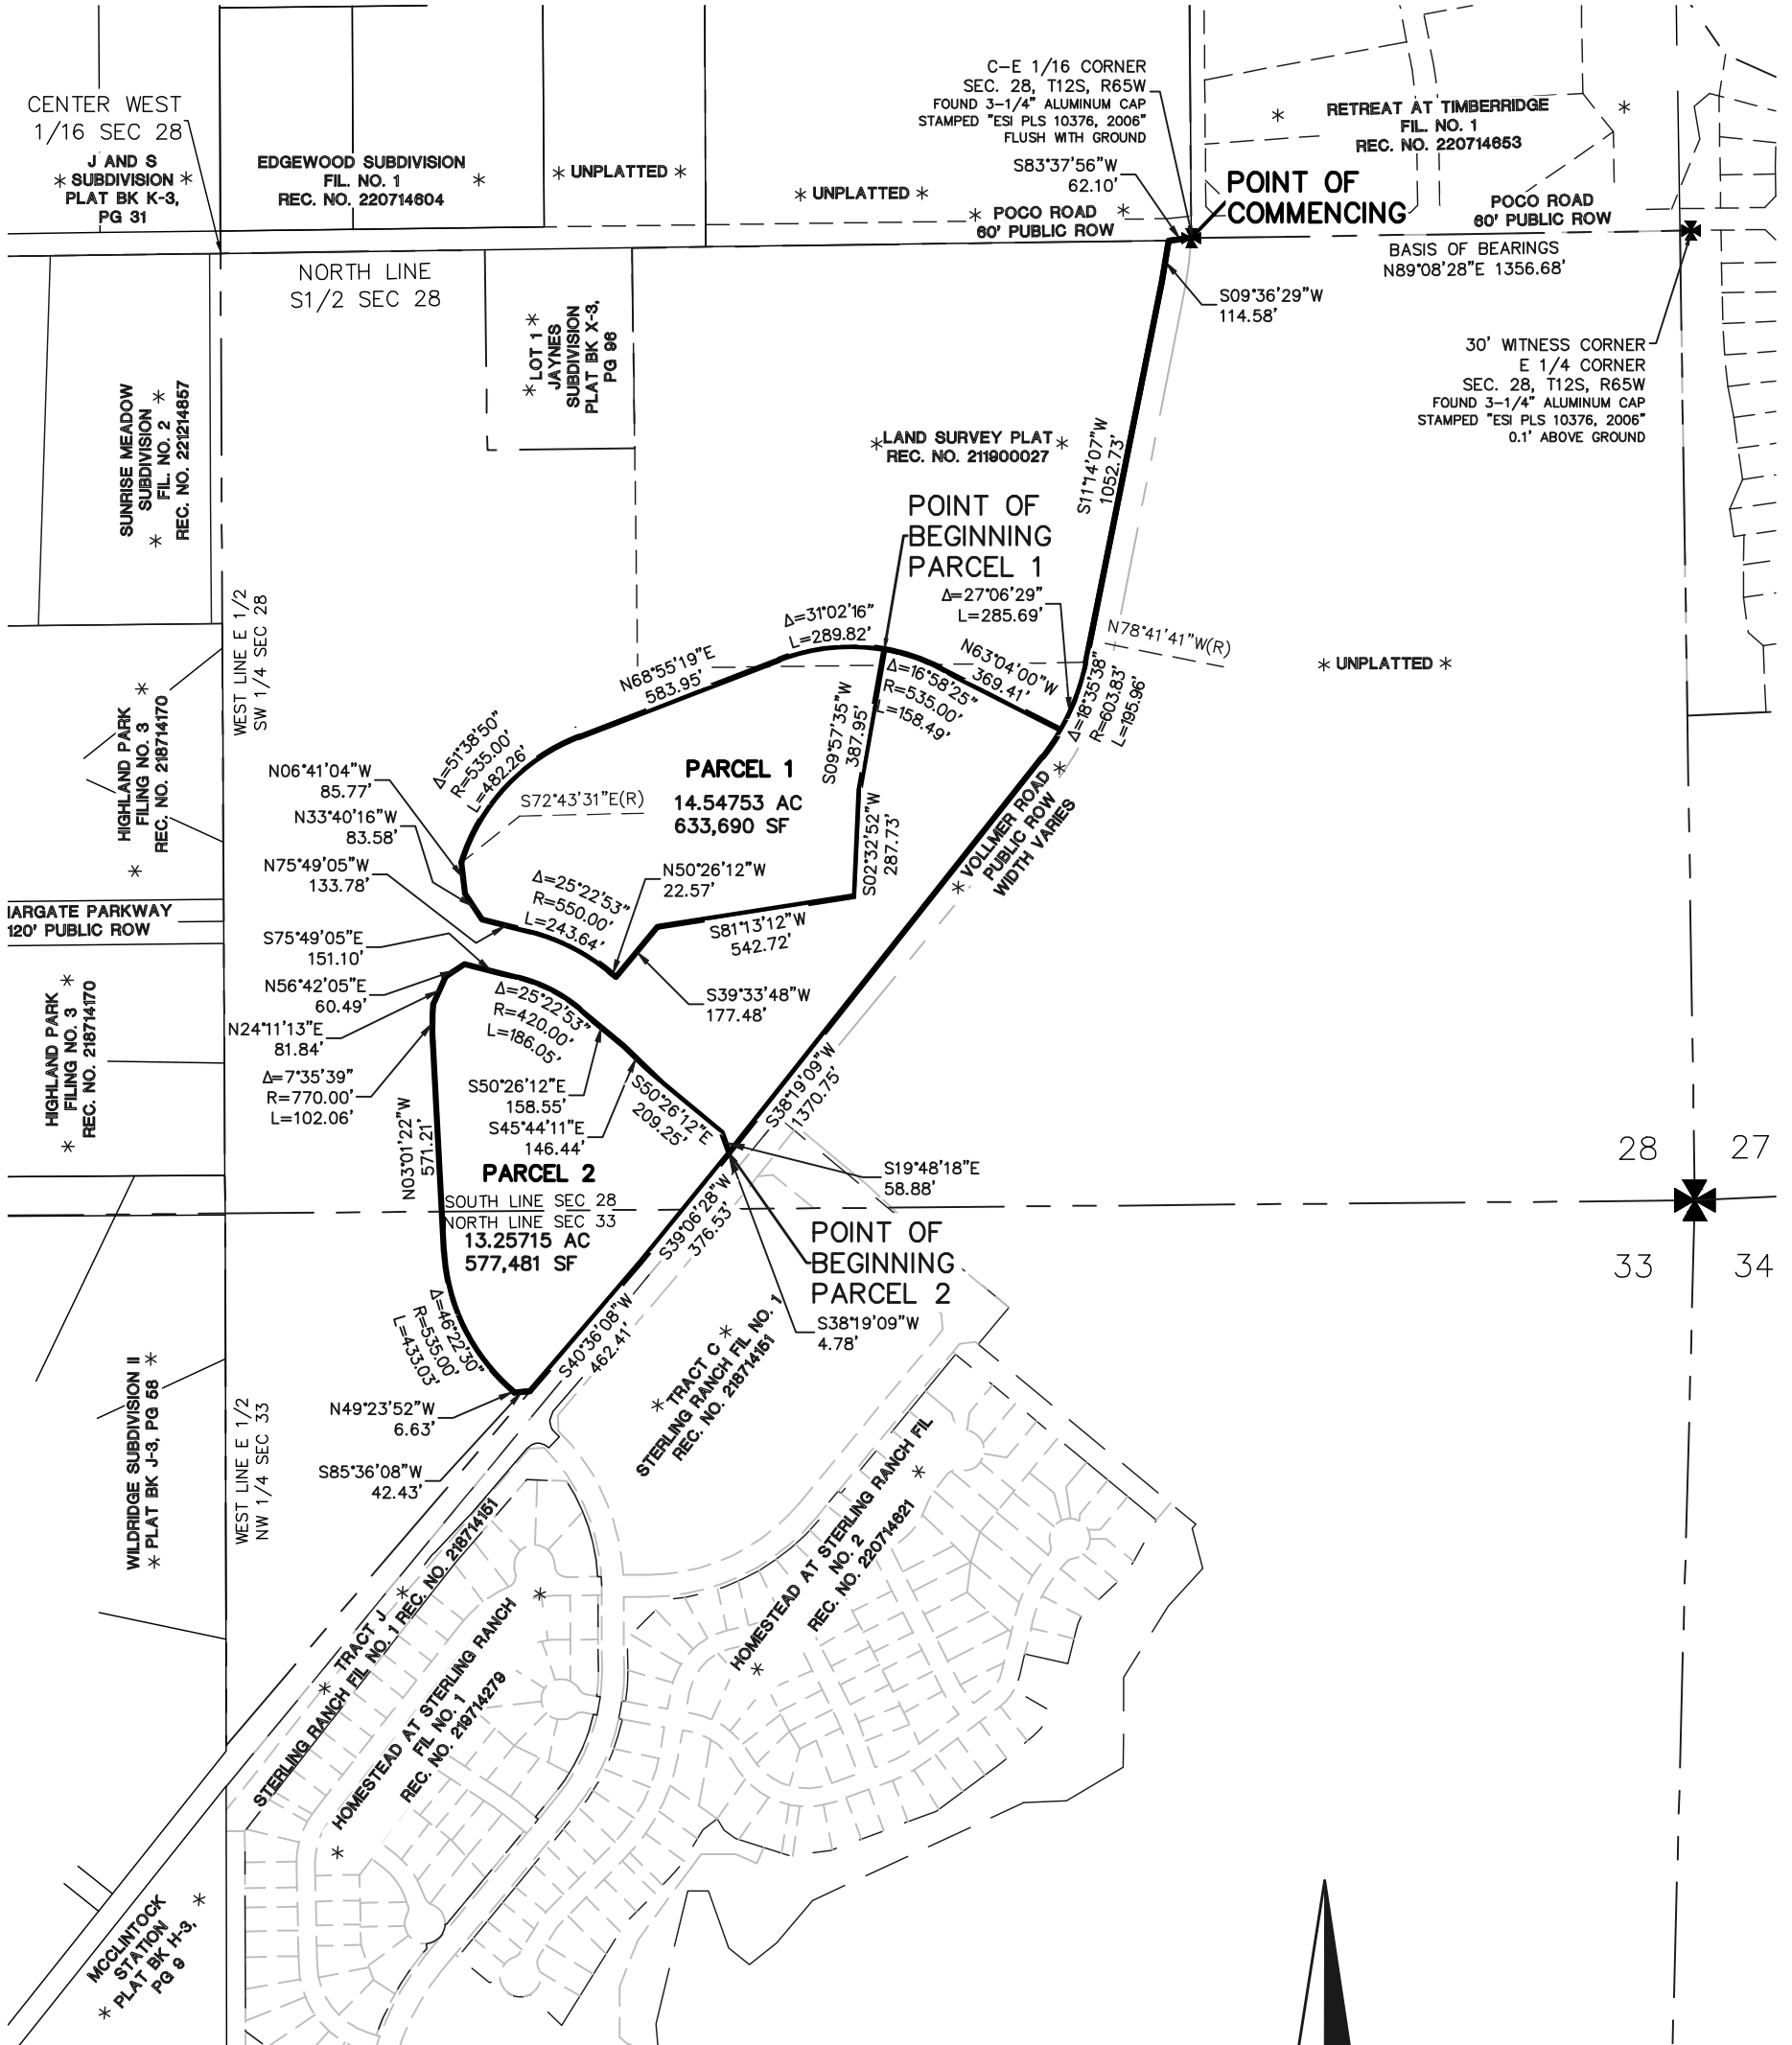 CENTER WEST
1/16 SEC 28
J AND S
* SUBDIVISION *
PLAT BK K-3,
PG 31
EDGEWOOD SUBDIVISION
FIL. NO. 1 *
REC. NO. 220714604
* UNPLATTED *
* UNPLATTED *
* POCO ROAD *
60' PUBLIC ROW
C-E 1/16 CORNER
SEC. 28, T12S, R65W
FOUND 3-1/4" ALUMINUM CAP
STAMPED "ESI PLS 10376, 2006"
FLUSH WITH GROUND
S83°37'56"W
62.10'
POINT OF
COMMENCING
* RETREAT AT TIMBERRIDGE *
FIL. NO. 1
REC. NO. 220714653
POCO ROAD
60' PUBLIC ROW
BASIS OF BEARINGS
N89°08'28"E 1356.68'
S09°36'29"W
114.58'
30' WITNESS CORNER
E 1/4 CORNER
SEC. 28, T12S, R65W
FOUND 3-1/4" ALUMINUM CAP
STAMPED "ESI PLS 10376, 2006"
0.1' ABOVE GROUND
NORTH LINE
S1/2 SEC 28
* LOT 1 *
JAYNES
SUBDIVISION
PLAT BK X-3,
PG 96
SUNRISE MEADOW
SUBDIVISION
* FIL. NO. 2 *
REC. NO. 221214857
* LAND SURVEY PLAT *
REC. NO. 211900027
S11°14'07"W
1052.73'
POINT OF
BEGINNING
PARCEL 1
Δ=27°06'29"
L=285.69'
N78°41'41"W(R)
* UNPLATTED *
WEST LINE E 1/2
SW 1/4 SEC 28
HIGHLAND PARK
* FILING NO. 3 *
REC. NO. 218714170
Δ=31°02'16"
L=289.82'
N68°55'19"E
583.95'
Δ=16°58'25"
R=535.00'
L=158.49'
N63°04'00"W
369.41'
Δ=18°35'38"
R=603.83'
L=195.96'
S09°57'35"W
387.95'
Δ=51°38'50"
R=535.00'
L=482.26'
PARCEL 1
14.54753 AC
633,690 SF
S72°43'31"E(R)
N06°41'04"W
85.77'
N33°40'16"W
83.58'
N75°49'05"W
133.78'
Δ=25°22'53"
R=550.00'
L=243.64'
N50°26'12"W
22.57'
S02°32'52"W
287.73'
S81°13'12"W
542.72'
S39°33'48"W
177.48'
* VOLLMER ROAD *
PUBLIC ROW
WIDTH VARIES
IARGATE PARKWAY
120' PUBLIC ROW
S75°49'05"E
151.10'
N56°42'05"E
60.49'
N24°11'13"E
81.84'
Δ=7°35'39"
R=770.00'
L=102.06'
HIGHLAND PARK
* FILING NO. 3 *
REC. NO. 218714170
Δ=25°22'53"
R=420.00'
L=186.05'
S50°26'12"E
158.55'
S45°44'11"E
146.44'
S50°26'12"E
209.25'
S38°19'09"W
1370.75'
N03°01'22"W
571.21'
PARCEL 2
SOUTH LINE SEC 28
NORTH LINE SEC 33
13.25715 AC
577,481 SF
S19°48'18"E
58.88'
28 27
33 34
POINT OF
BEGINNING
PARCEL 2
S38°19'09"W
4.78'
S39°06'28"W
376.53'
S40°36'08"W
462.41'
Δ=46°22'30"
R=535.00'
L=433.03'
N49°23'52"W
6.63'
S85°36'08"W
42.43'
WILDRIDGE SUBDIVISION II
* PLAT BK J-3, PG 58 *
WEST LINE E 1/2
NW 1/4 SEC 33
* TRACT C *
STERLING RANCH FIL NO. 1
REC. NO. 218714151
* TRACT J *
STERLING RANCH FIL NO. 1 REC. NO. 218714151
* HOMESTEAD AT STERLING RANCH *
FIL NO. 1
REC. NO. 219714279
* HOMESTEAD AT STERLING RANCH FIL *
NO. 2
REC. NO. 220714621
MCCLINTOCK
STATION
* PLAT BK H-3, *
PG 9